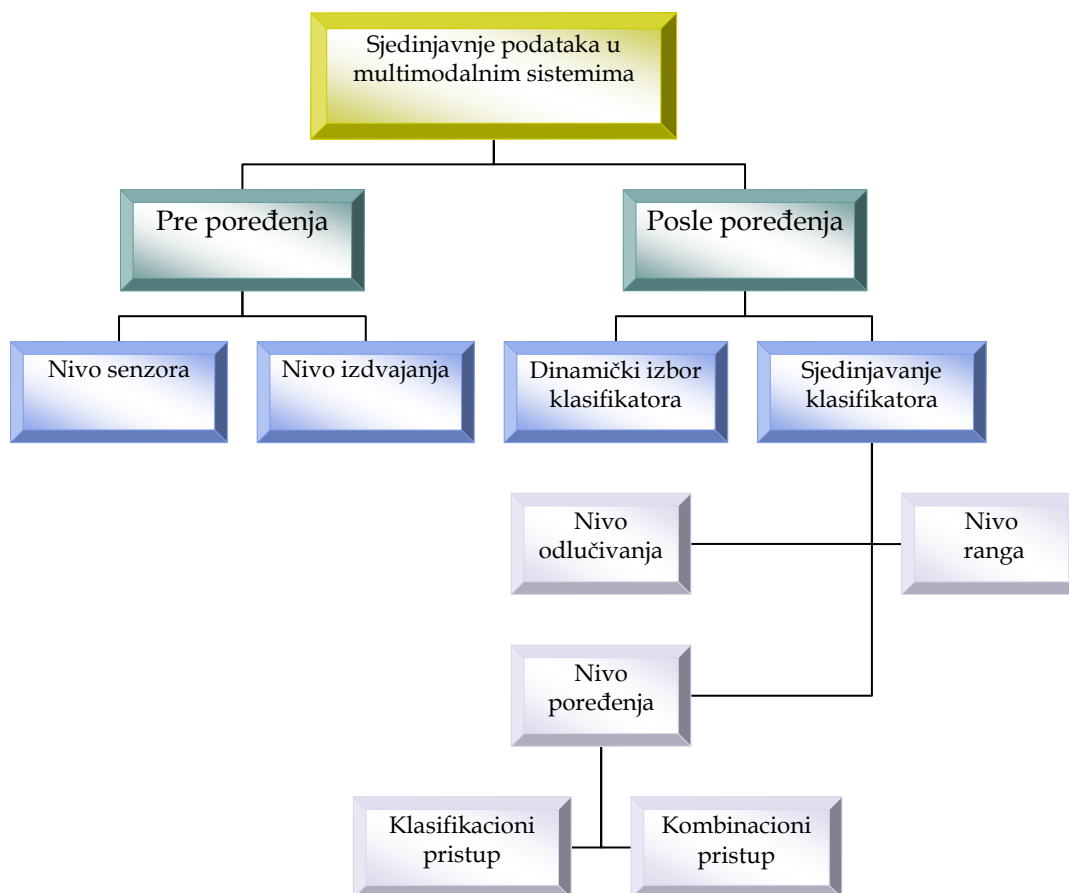 Sjedinjavnje podataka u
multimodalnim sistemima
Pre poređenja
Posle poređenja
Nivo senzora
Nivo izdvajanja
Dinamički izbor
klasifikatora
Sjedinjavanje
klasifikatora
Nivo
odlučivanja
Nivo
ranga
Nivo
poređenja
Klasifikacioni
pristup
Kombinacioni
pristup